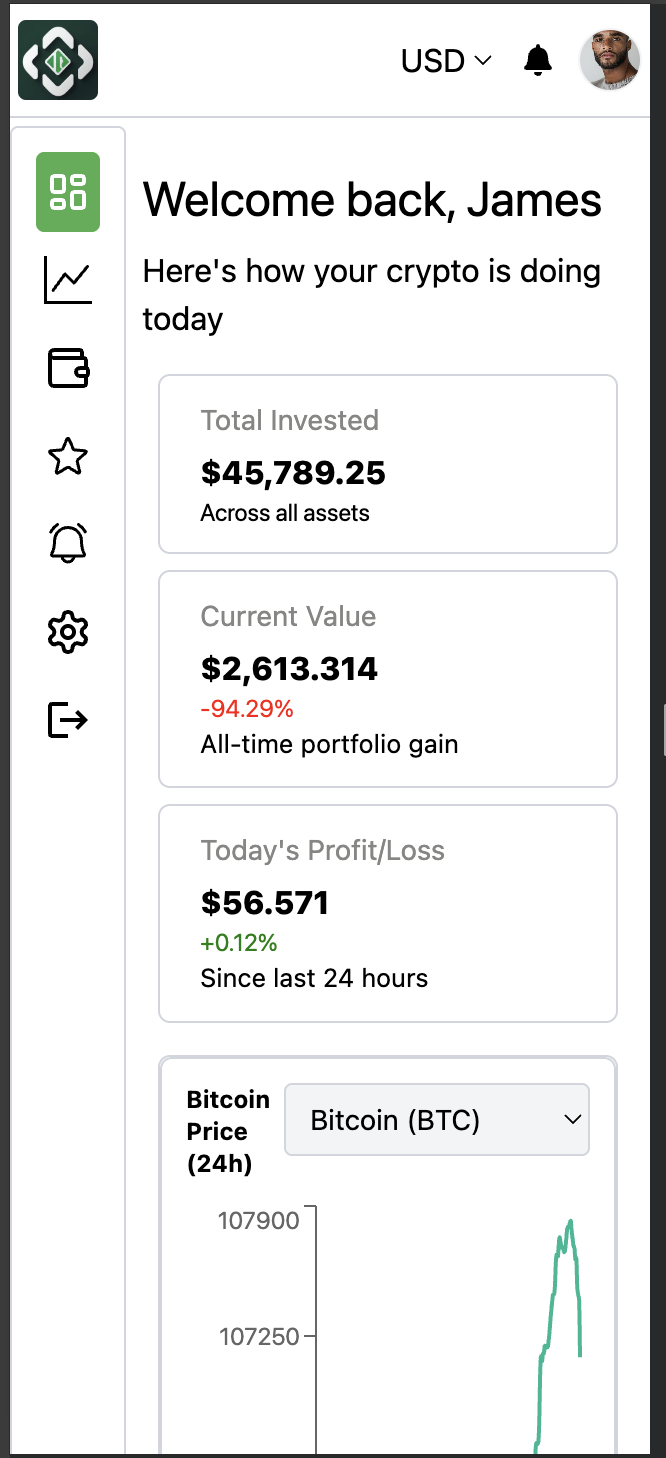 USD
Welcome back, James
Here's how your crypto is doing
today
Total Invested
$45,789.25
Across all assets
Current Value
$2,613.314
-94.29%
All-time portfolio gain
Today's Profit/Loss
$56.571
+0.12%
Since last 24 hours
Bitcoin
Price
(24h)
Bitcoin (BTC)
107900
107250